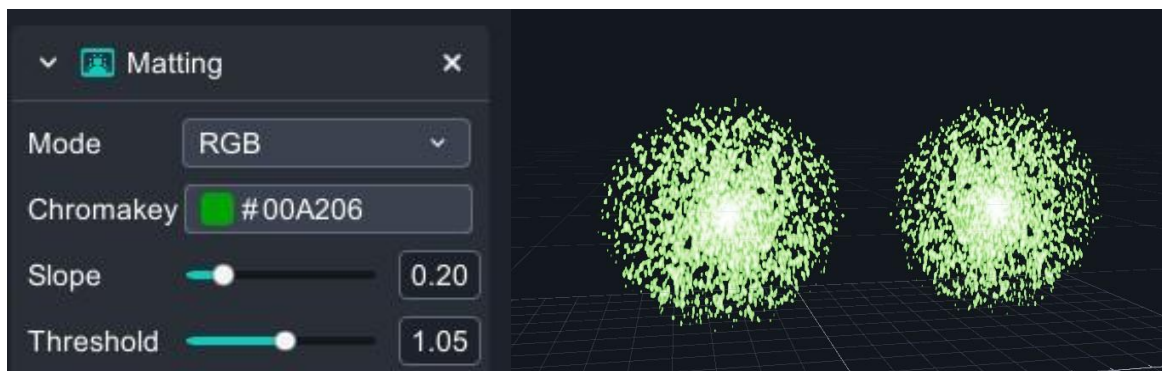 Matting
Mode RGB
Chromakey #00A206
Slope 0.20
Threshold 1.05